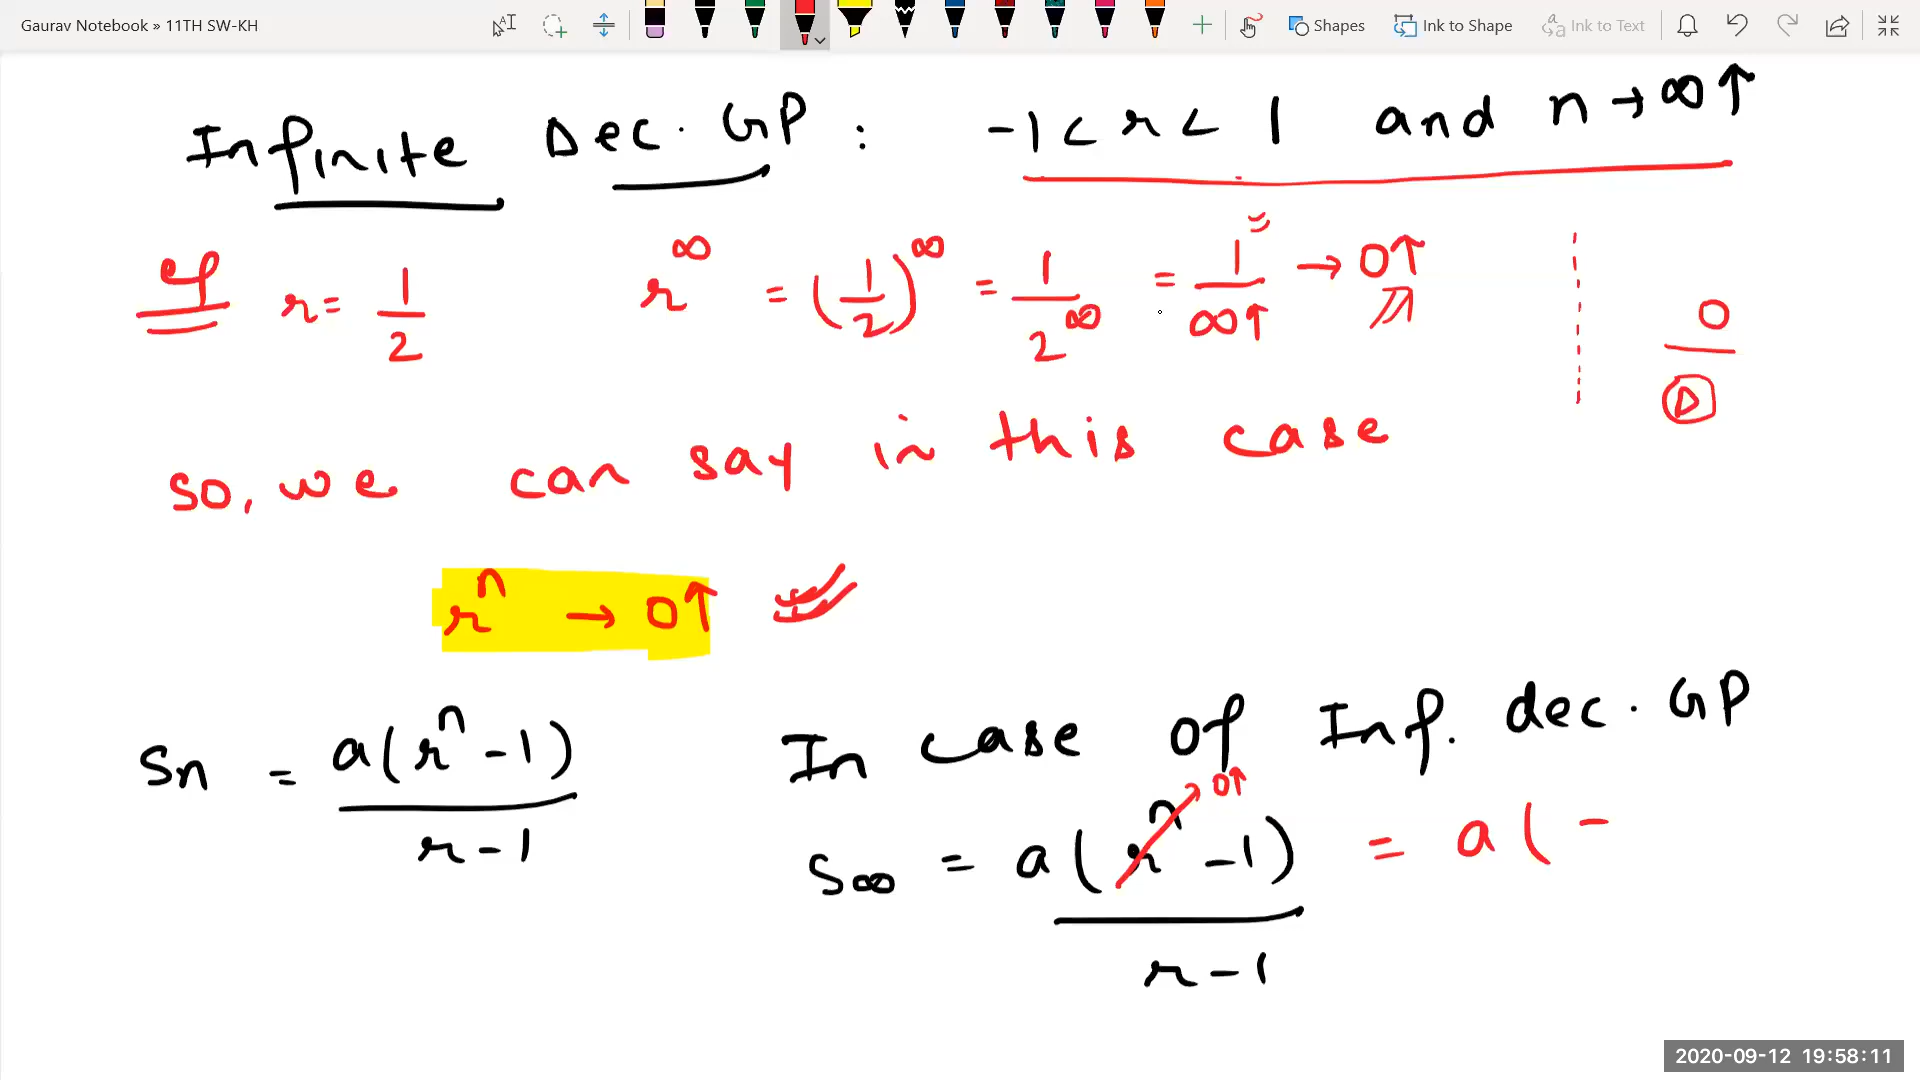 Gaurav Notebook » 11TH SW-KH
Shapes Ink to Shape Ink to Text
Infinite Dec. GP : -1 < r < 1 and n → ∞↑
r = 1/2 r^∞ = (1/2)^∞ = 1/2^∞ = 1/∞↑ → 0↑
0
so, we can say in this case
r^n → 0↑
Sn = a(r^n - 1)/r - 1
In case of Inf. dec. GP
0↑
S∞ = a(r^n - 1)/r - 1 = a( -
2020-09-12 19:58:11